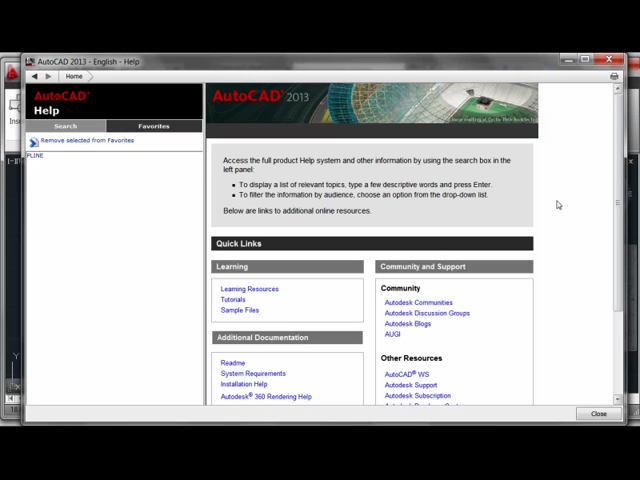 AutoCAD 2013 - English - Help
Home
AutoCAD
Help
Search
Favorites
Remove selected from Favorites
PLINE
AutoCAD 2013
Access the full product Help system and other information by using the search box in the
left panel:
To display a list of relevant topics, type a few descriptive words and press Enter.
To filter the information by audience, choose an option from the drop-down list.
Below are links to additional online resources.
Quick Links
Learning
Learning Resources
Tutorials
Sample Files
Additional Documentation
Readme
System Requirements
Installation Help
Autodesk® 360 Rendering Help
Community and Support
Community
Autodesk Communities
Autodesk Discussion Groups
Autodesk Blogs
AUGI
Other Resources
AutoCAD® WS
Autodesk Support
Autodesk Subscription
Close